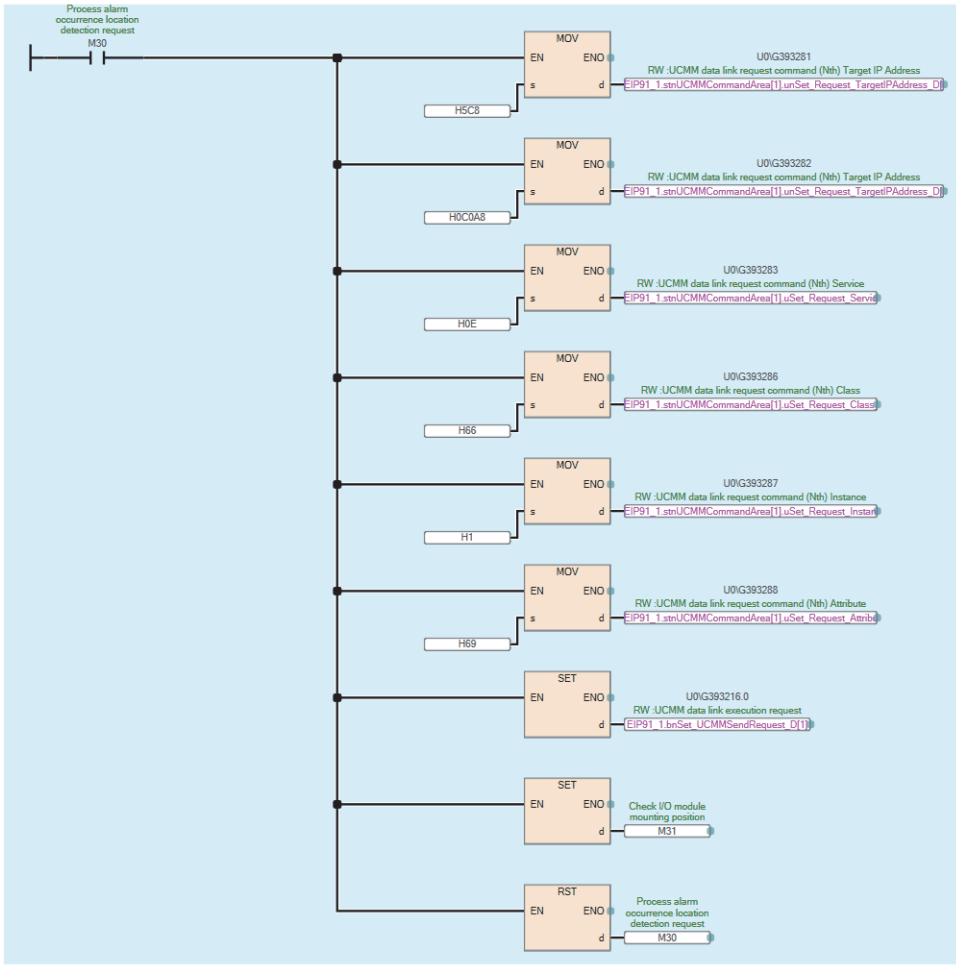 Process alarm
occurrence location
detection request
M30
MOV
EN ENO
U0\G393281
RW :UCMM data link request command (Nth) Target IP Address
s d
EIP91_1.stnUCMMCommandArea[1].unSet_Request_TargetIPAddress_D[
H5C8
MOV
EN ENO
U0\G393282
RW :UCMM data link request command (Nth) Target IP Address
s d
EIP91_1.stnUCMMCommandArea[1].unSet_Request_TargetIPAddress_D[
H0C0A8
MOV
EN ENO
U0\G393283
RW :UCMM data link request command (Nth) Service
s d
EIP91_1.stnUCMMCommandArea[1].uSet_Request_Servic
H0E
MOV
EN ENO
U0\G393286
RW :UCMM data link request command (Nth) Class
s d
EIP91_1.stnUCMMCommandArea[1].uSet_Request_Class
H66
MOV
EN ENO
U0\G393287
RW :UCMM data link request command (Nth) Instance
s d
EIP91_1.stnUCMMCommandArea[1].uSet_Request_Instan
H1
MOV
EN ENO
U0\G393288
RW :UCMM data link request command (Nth) Attribute
s d
EIP91_1.stnUCMMCommandArea[1].uSet_Request_Attribu
H69
SET
EN ENO
U0\G393216.0
RW :UCMM data link execution request
d
EIP91_1.bnSet_UCMMSendRequest_D[1]
SET
EN ENO
Check I/O module
mounting position
d
M31
RST
EN ENO
Process alarm
occurrence location
detection request
d
M30